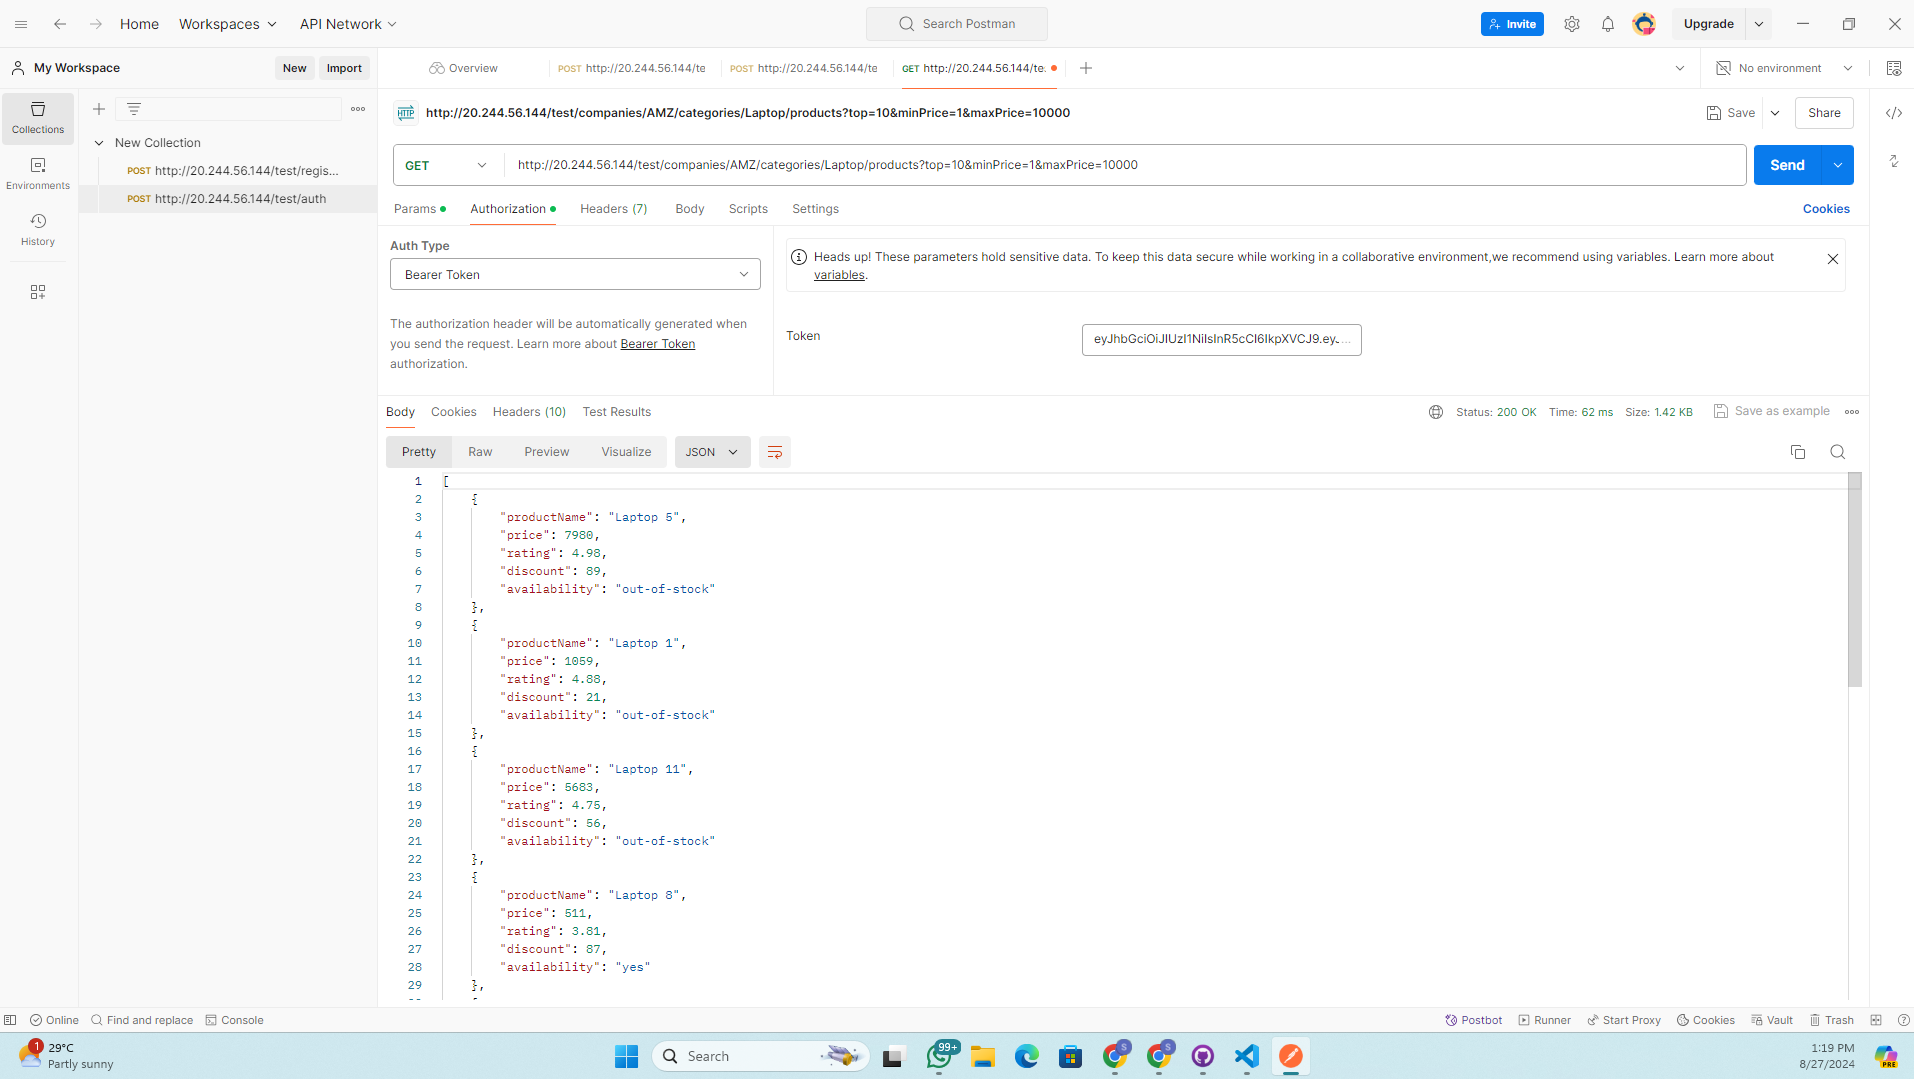 Home
Workspaces
API Network
Search Postman
Invite
Upgrade
My Workspace
New
Import
Overview
POST http://20.244.56.144/te
POST http://20.244.56.144/te
GET http://20.244.56.144/te.
No environment
Collections
Environments
History
New Collection
POST http://20.244.56.144/test/regis...
POST http://20.244.56.144/test/auth
HTTP
http://20.244.56.144/test/companies/AMZ/categories/Laptop/products?top=10&minPrice=1&maxPrice=10000
Save
Share
GET
http://20.244.56.144/test/companies/AMZ/categories/Laptop/products?top=10&minPrice=1&maxPrice=10000
Send
Params
Authorization
Headers (7)
Body
Scripts
Settings
Cookies
Auth Type
Bearer Token
The authorization header will be automatically generated when
you send the request. Learn more about Bearer Token
authorization.
Heads up! These parameters hold sensitive data. To keep this data secure while working in a collaborative environment,we recommend using variables. Learn more about
variables.
Token
eyJhbGciOiJIUzI1NiIsInR5cCI6IkpXVCJ9.eyJ...
Body
Cookies
Headers (10)
Test Results
Status: 200 OK
Time: 62 ms
Size: 1.42 KB
Save as example
Pretty
Raw
Preview
Visualize
JSON
1 [
2 {
3 "productName": "Laptop 5",
4 "price": 7980,
5 "rating": 4.98,
6 "discount": 89,
7 "availability": "out-of-stock"
8 },
9 {
10 "productName": "Laptop 1",
11 "price": 1059,
12 "rating": 4.88,
13 "discount": 21,
14 "availability": "out-of-stock"
15 },
16 {
17 "productName": "Laptop 11",
18 "price": 5683,
19 "rating": 4.75,
20 "discount": 56,
21 "availability": "out-of-stock"
22 },
23 {
24 "productName": "Laptop 8",
25 "price": 511,
26 "rating": 3.81,
27 "discount": 87,
28 "availability": "yes"
29 },
Online
Find and replace
Console
Postbot
Runner
Start Proxy
Cookies
Vault
Trash
1
29°C
Partly sunny
Search
99+
S
S
PRE
1:19 PM
8/27/2024